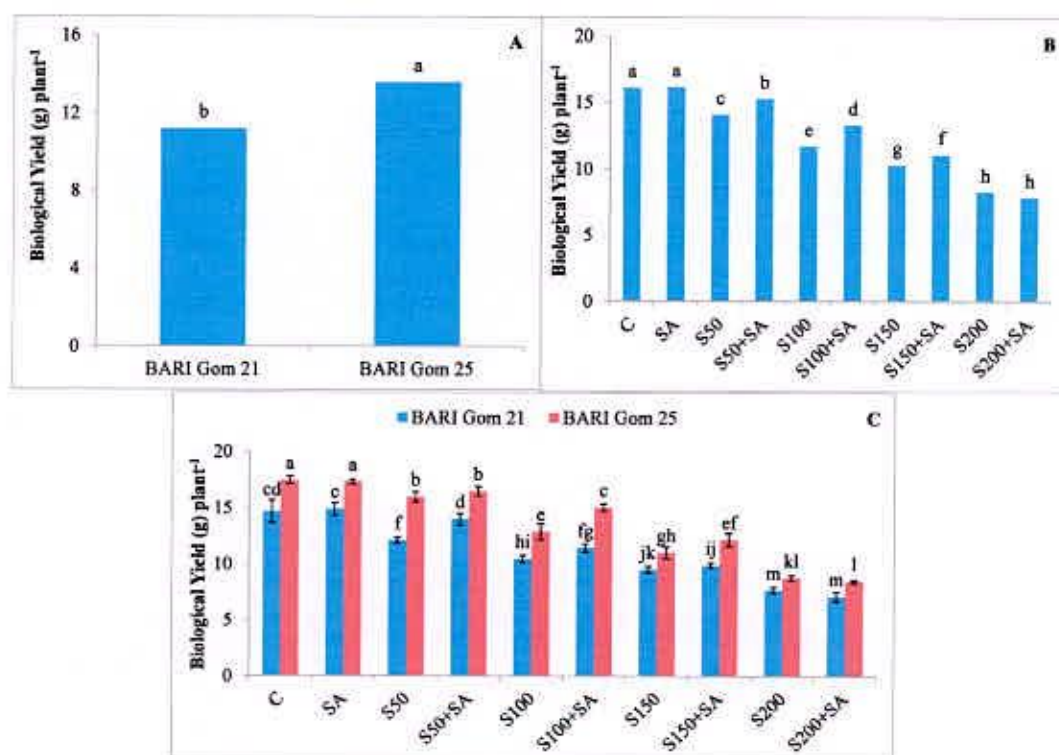 A
Biological Yield (g) plant⁻¹
16
12
8
4
0
b
a
BARI Gom 21
BARI Gom 25
B
Biological Yield (g) plant⁻¹
20
15
10
5
0
a
a
c
b
e
d
g
f
h
h
C
SA
S50
S50+SA
S100
S100+SA
S150
S150+SA
S200
S200+SA
BARI Gom 21 BARI Gom 25
C
Biological Yield (g) plant⁻¹
20
15
10
5
0
cd
a
c
a
f
b
d
b
hi
e
fg
c
jk
gh
ij
ef
m
kl
m
l
C
SA
S50
S50+SA
S100
S100+SA
S150
S150+SA
S200
S200+SA